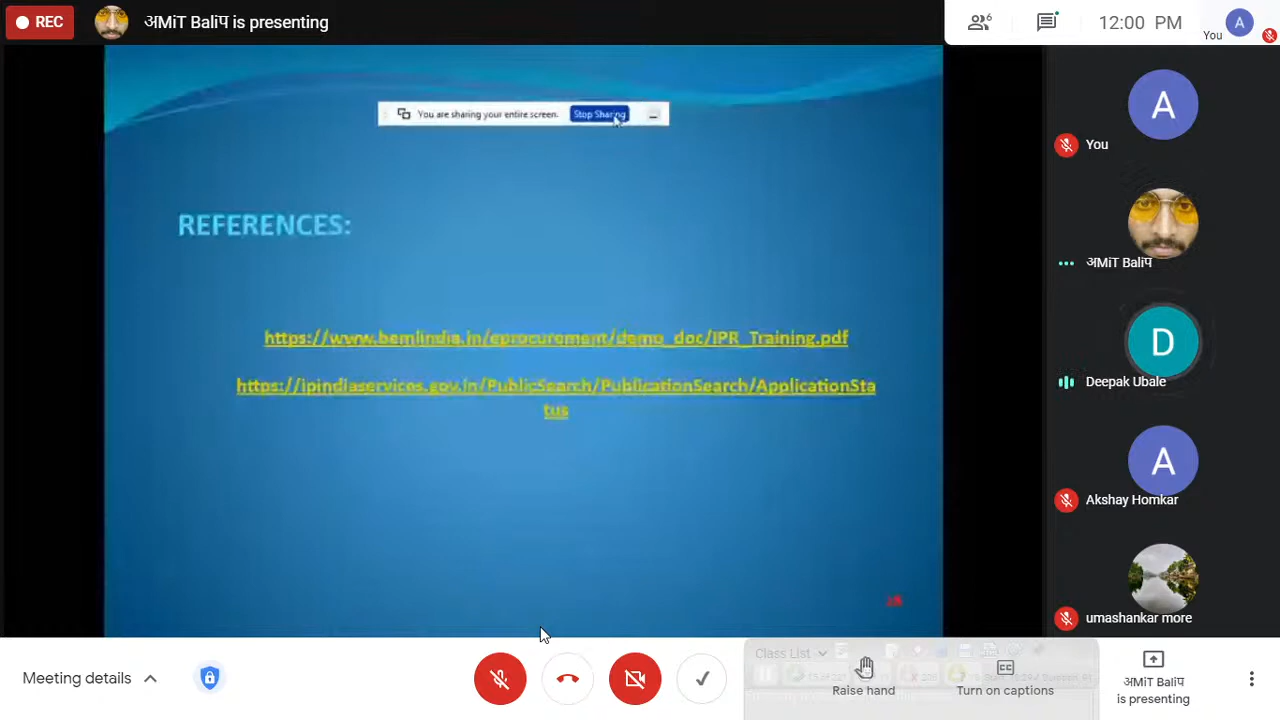 REC
अMiT Baliप is presenting
6
12:00 PM
A
You
You are sharing your entire screen.
Stop Sharing
REFERENCES:
https://www.bemlindia.in/eprocurement/demo_doc/IPR_Training.pdf
https://ipindiaservices.gov.in/PublicSearch/PublicationSearch/ApplicationSta
tus
A
You
अMiT Baliप
D
Deepak Ubale
A
Akshay Homkar
umashankar more
Meeting details
Class List
Raise hand
Turn on captions
अMiT Baliप
is presenting